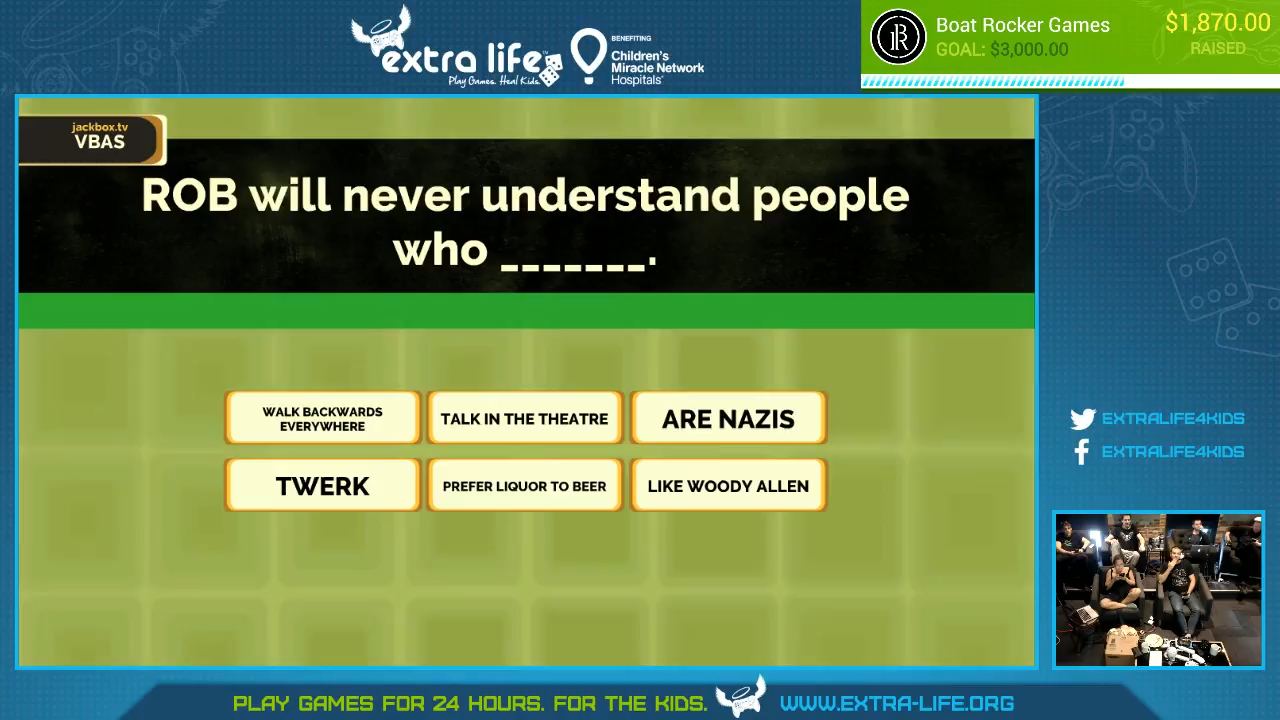 extra life
Play Games. Heal Kids.
BENEFITING
Children's
Miracle Network
Hospitals
Boat Rocker Games
GOAL: $3,000.00
$1,870.00
RAISED
jackbox.tv
VBAS
ROB will never understand people
who _______.
WALK BACKWARDS
EVERYWHERE
TALK IN THE THEATRE
ARE NAZIS
TWERK
PREFER LIQUOR TO BEER
LIKE WOODY ALLEN
EXTRALIFE4KIDS
EXTRALIFE4KIDS
PLAY GAMES FOR 24 HOURS. FOR THE KIDS.
WWW.EXTRA-LIFE.ORG